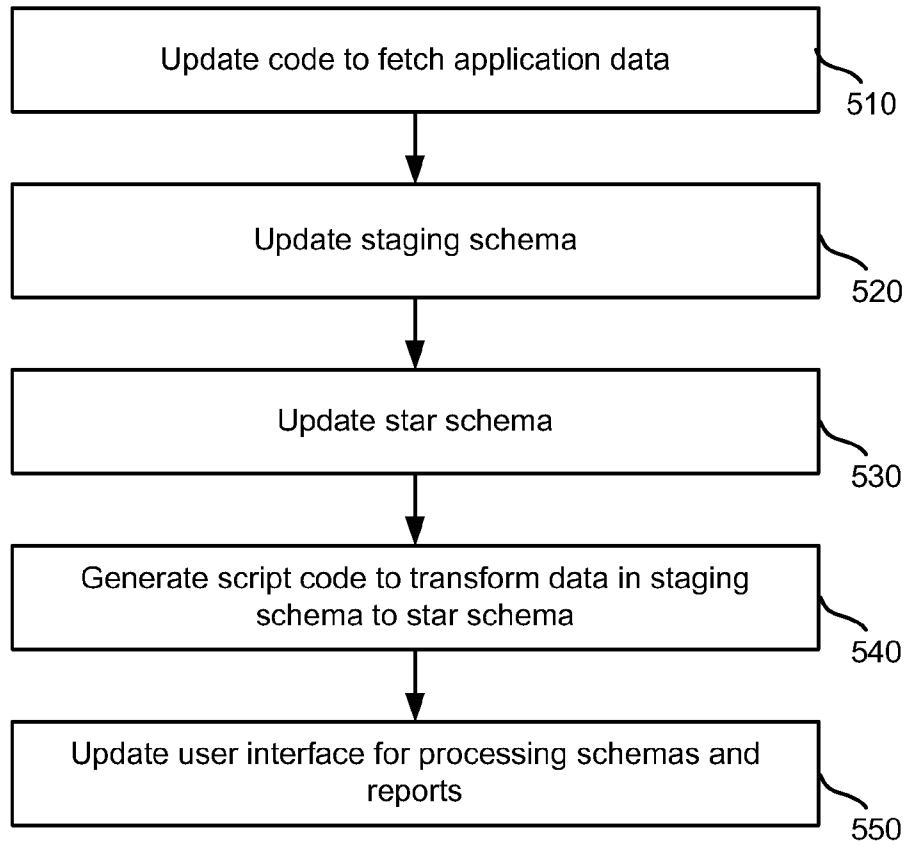 Update code to fetch application data
510
Update staging schema
520
Update star schema
530
Generate script code to transform data in staging
schema to star schema
540
Update user interface for processing schemas and
reports
550